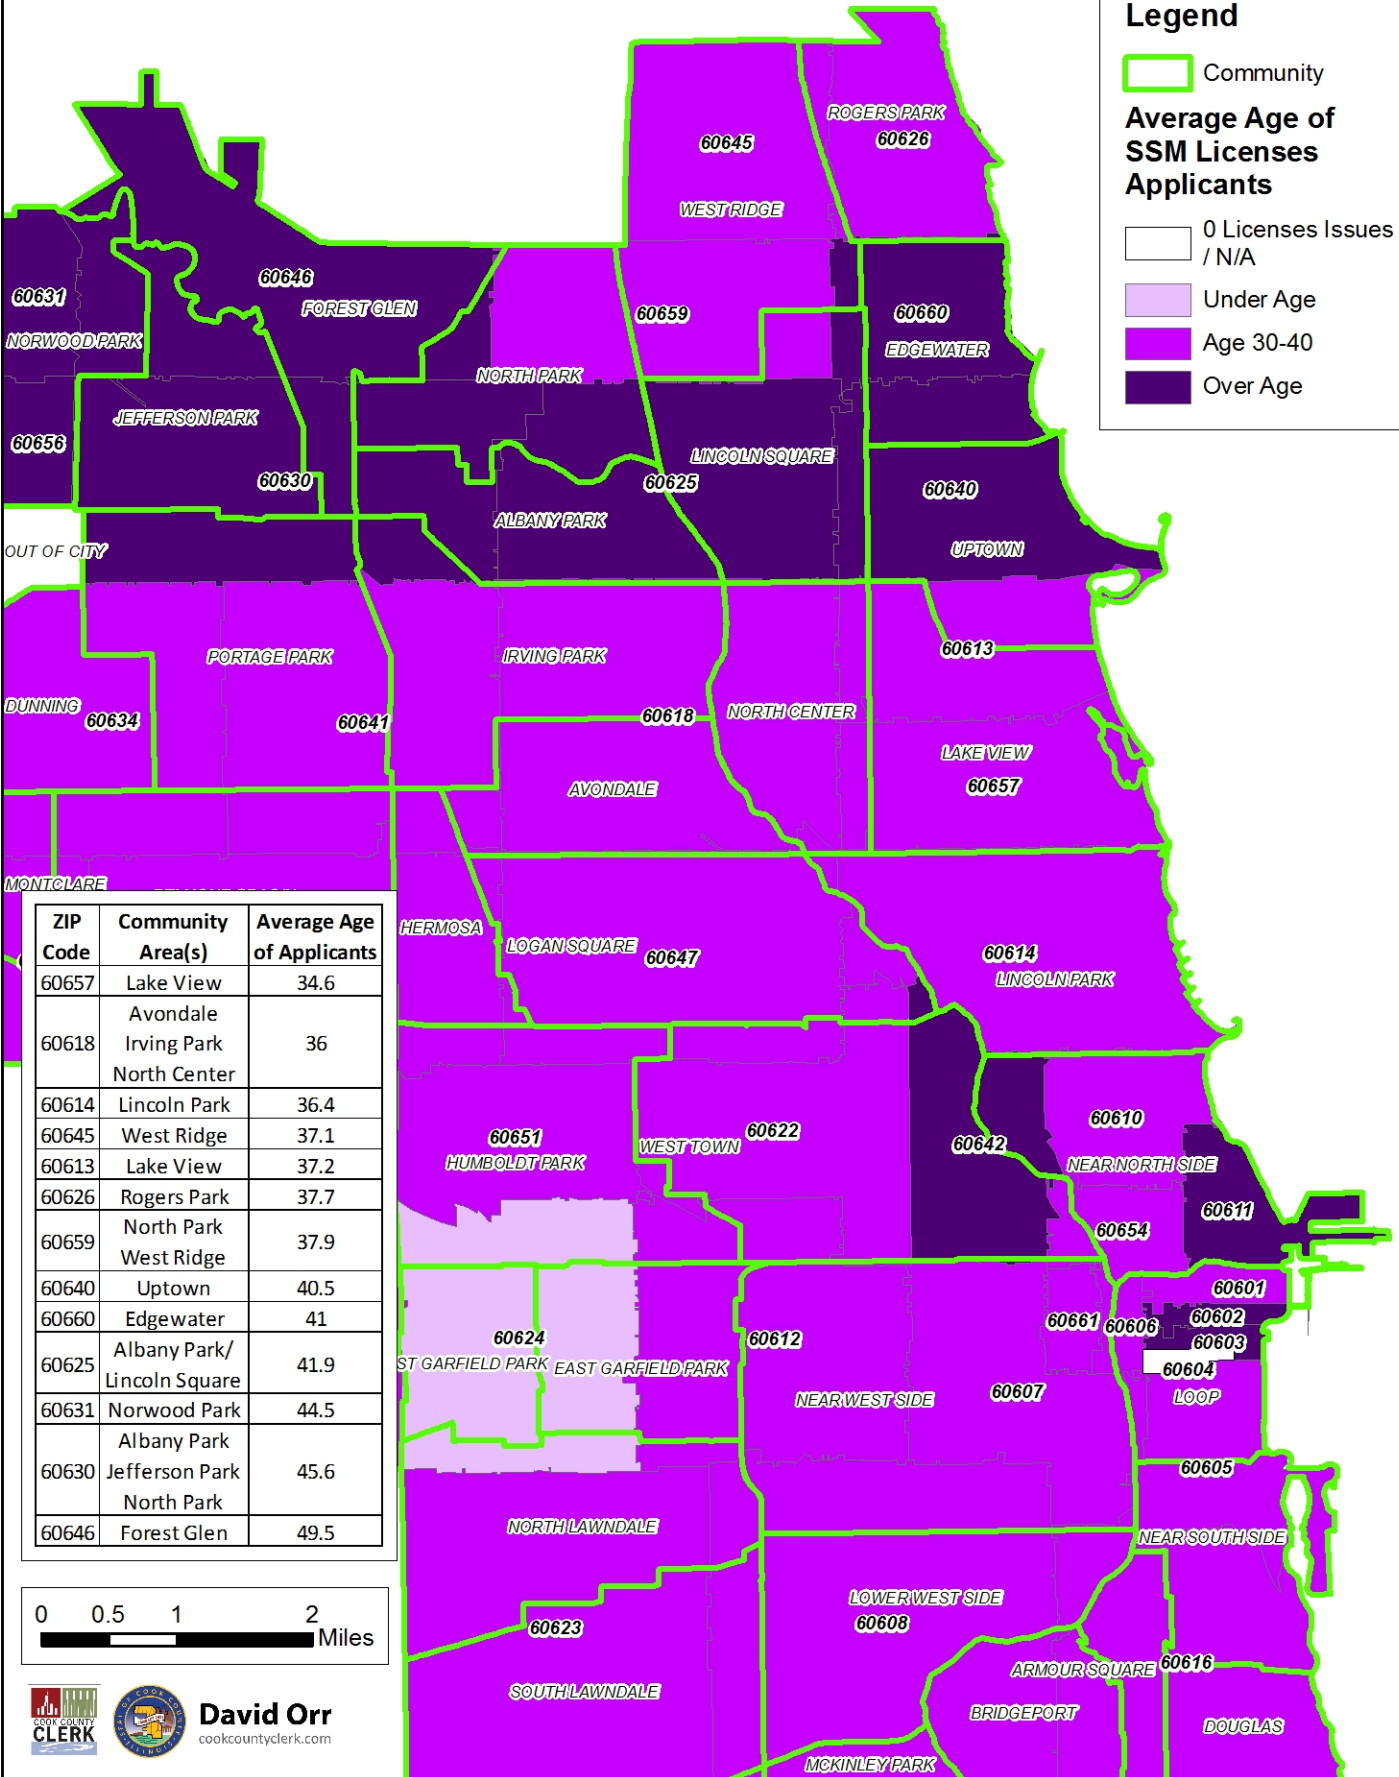 Legend
Community
Average Age of
SSM Licenses
Applicants
0 Licenses Issues
/ N/A
Under Age
Age 30-40
Over Age
ROGERS PARK
60626
60645
WEST RIDGE
60646
FOREST GLEN
60631
NORWOOD PARK
60659
60660
EDGEWATER
NORTH PARK
JEFFERSON PARK
60656
60630
LINCOLN SQUARE
60625
60640
ALBANY PARK
UPTOWN
OUT OF CITY
PORTAGE PARK
IRVING PARK
60613
DUNNING
60634
60641
60618
NORTH CENTER
LAKE VIEW
60657
AVONDALE
MONTCLARE
HERMOSA
LOGAN SQUARE
60647
60614
LINCOLN PARK
60651
HUMBOLDT PARK
WEST TOWN
60622
60642
60610
NEAR NORTH SIDE
60611
60654
60601
60602
60603
60604
LOOP
60661
60606
60624
ST GARFIELD PARK
EAST GARFIELD PARK
60612
NEAR WEST SIDE
60607
60605
NORTH LAWNDALE
NEAR SOUTH SIDE
LOWER WEST SIDE
60608
60623
SOUTH LAWNDALE
ARMOUR SQUARE
60616
BRIDGEPORT
DOUGLAS
MCKINLEY PARK
ZIP Code Community Area(s) Average Age of Applicants
60657 Lake View 34.6
60618 Avondale Irving Park North Center 36
60614 Lincoln Park 36.4
60645 West Ridge 37.1
60613 Lake View 37.2
60626 Rogers Park 37.7
60659 North Park West Ridge 37.9
60640 Uptown 40.5
60660 Edgewater 41
60625 Albany Park/ Lincoln Square 41.9
60631 Norwood Park 44.5
60630 Albany Park Jefferson Park North Park 45.6
60646 Forest Glen 49.5
0 0.5 1 2
Miles
COOK COUNTY
CLERK
David Orr
cookcountyclerk.com